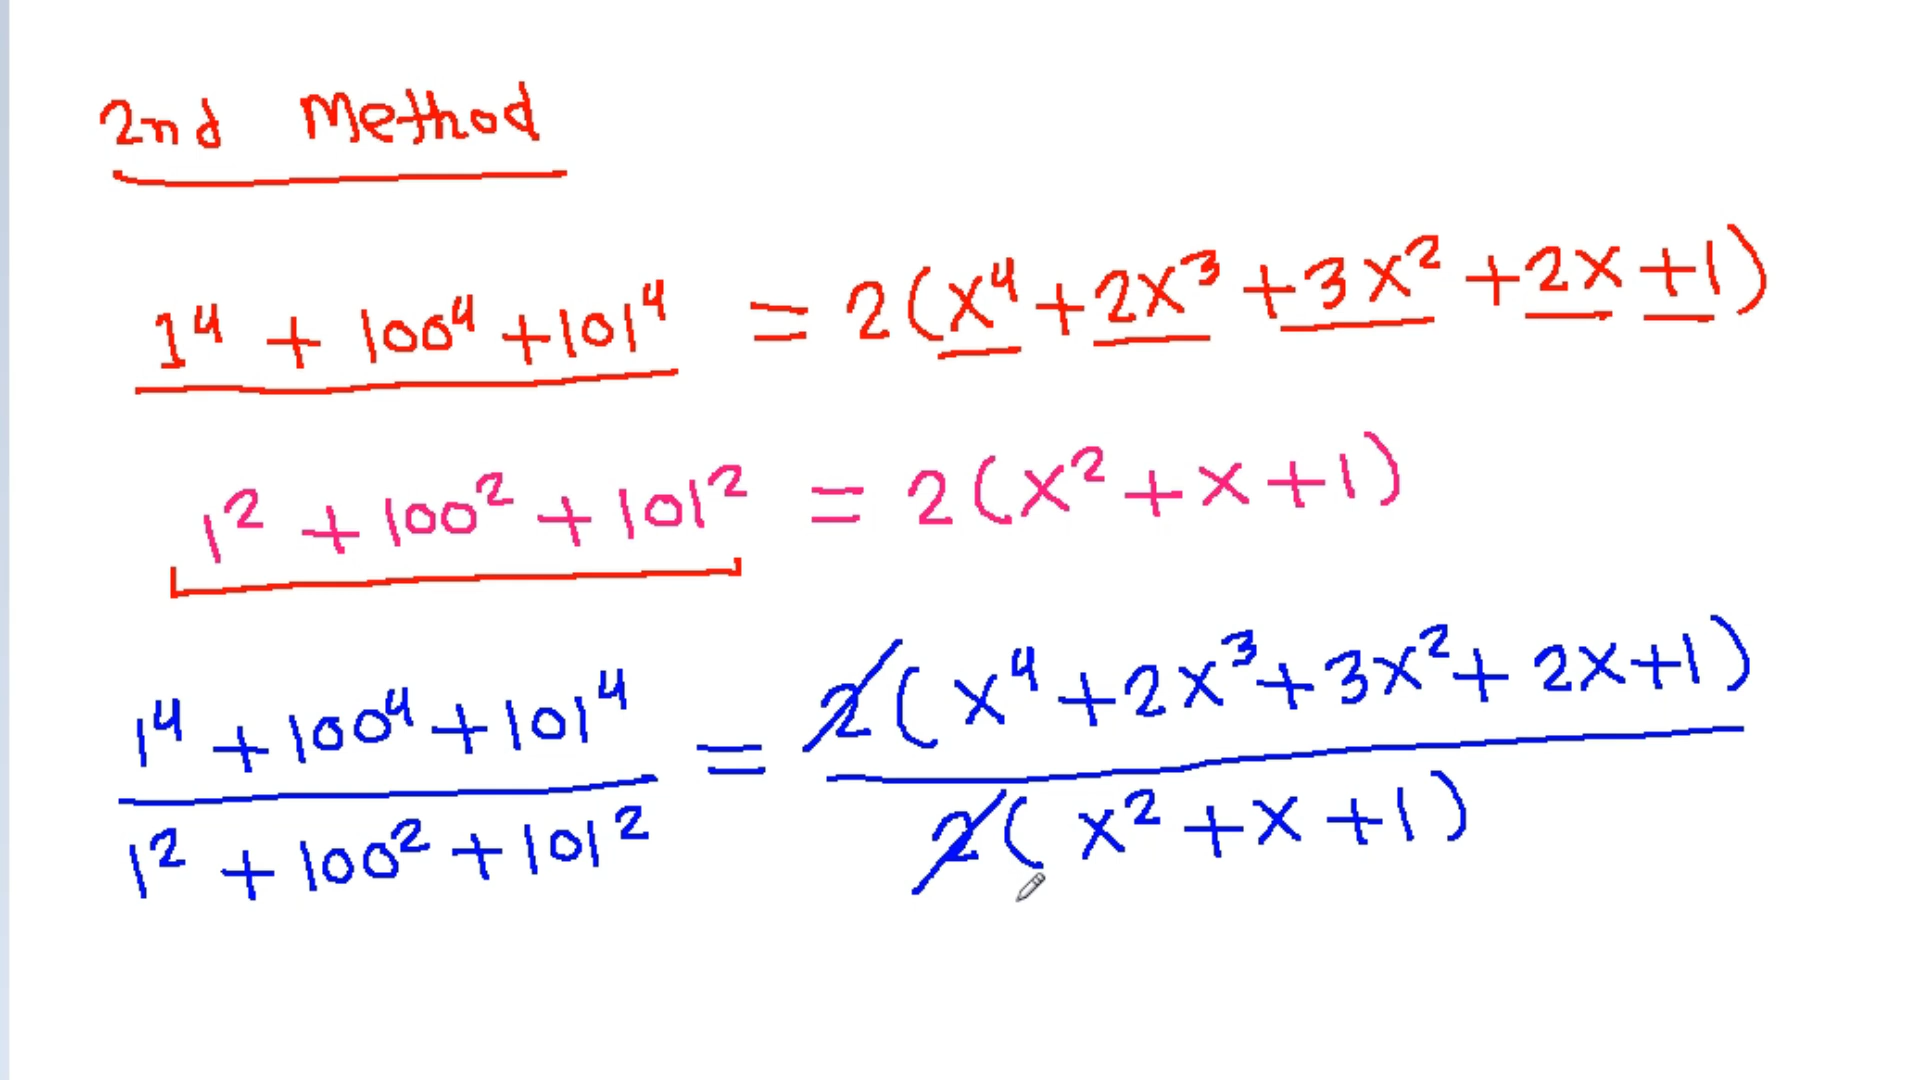 2nd Method
1⁴ + 100⁴ + 101⁴ = 2(x⁴ + 2x³ + 3x² + 2x + 1)
1² + 100² + 101² = 2(x² + x + 1)
1⁴ + 100⁴ + 101⁴ = 2(x⁴ + 2x³ + 3x² + 2x + 1)
1² + 100² + 101² 2(x² + x + 1)